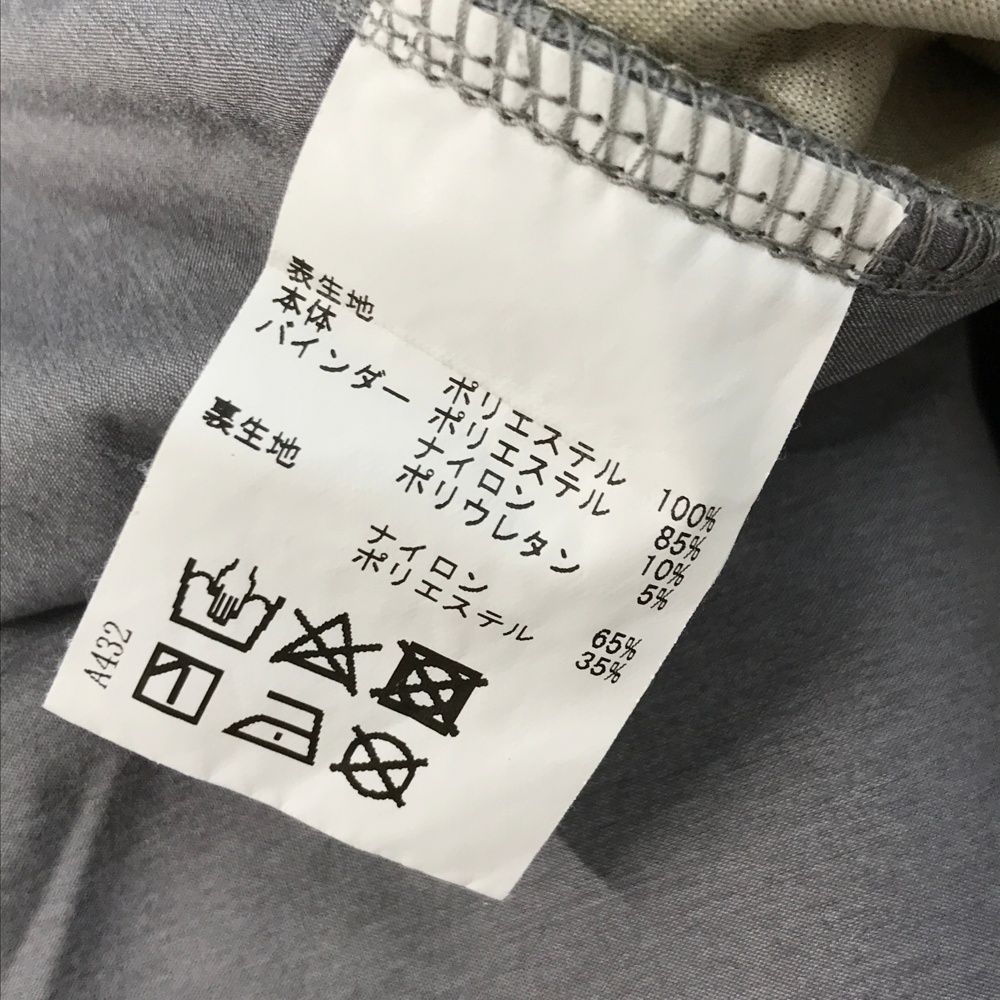 表生地
本体 ポリエステル 100%
バインダー ポリエステル 85%
ナイロン 10%
ポリウレタン 5%
裏生地
ナイロン 65%
ポリエステル 35%
A432